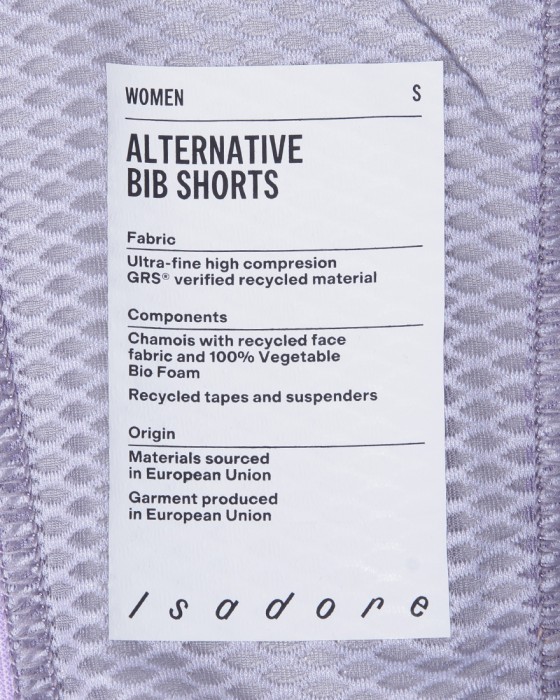 WOMEN S
ALTERNATIVE
BIB SHORTS
Fabric
Ultra-fine high compresion
GRS® verified recycled material
Components
Chamois with recycled face
fabric and 100% Vegetable
Bio Foam
Recycled tapes and suspenders
Origin
Materials sourced
in European Union
Garment produced
in European Union
Isadore